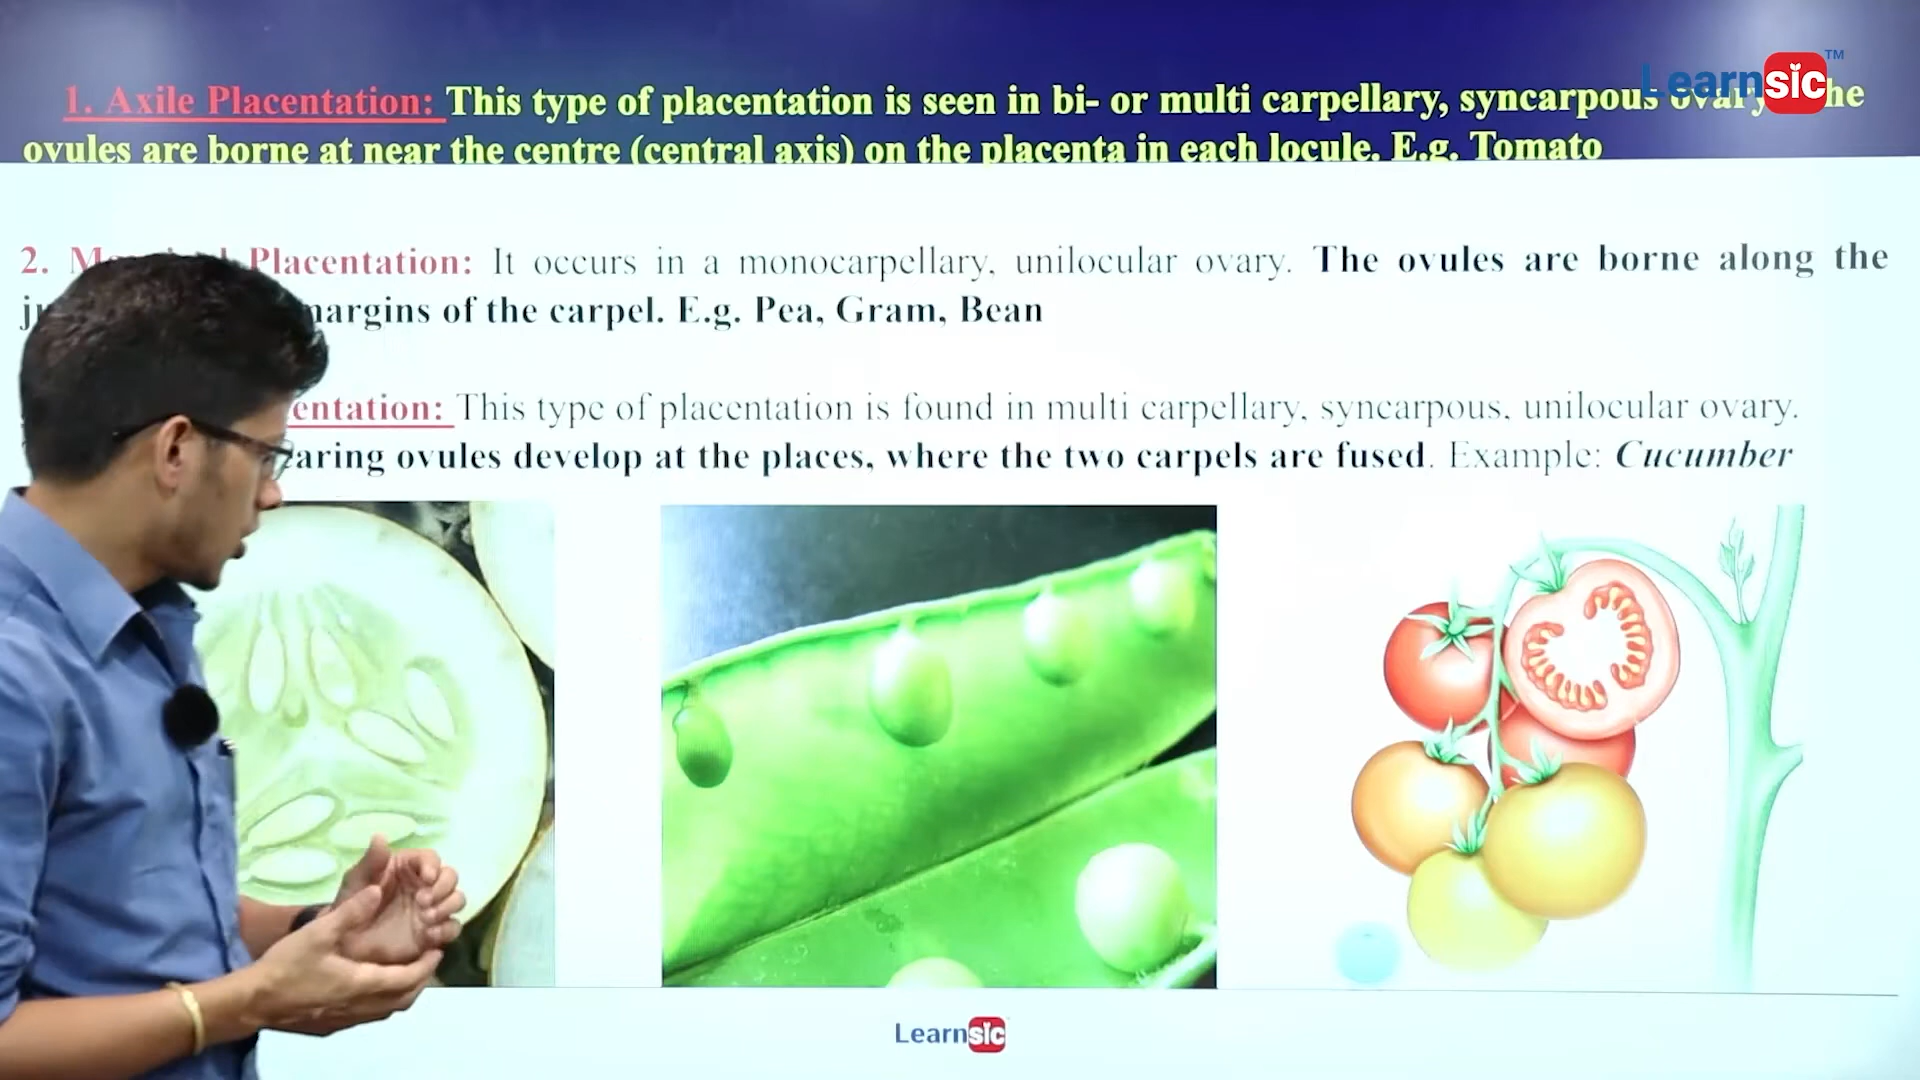 LearnSic TM
1. Axile Placentation: This type of placentation is seen in bi- or multi carpellary, syncarpous ovary. he
ovules are borne at near the centre (central axis) on the placenta in each locule. E.g. Tomato
2. Placentation: It occurs in a monocarpellary, unilocular ovary. The ovules are borne along the
margins of the carpel. E.g. Pea, Gram, Bean
entation: This type of placentation is found in multi carpellary, syncarpous, unilocular ovary.
earing ovules develop at the places, where the two carpels are fused. Example: Cucumber
Learnsic